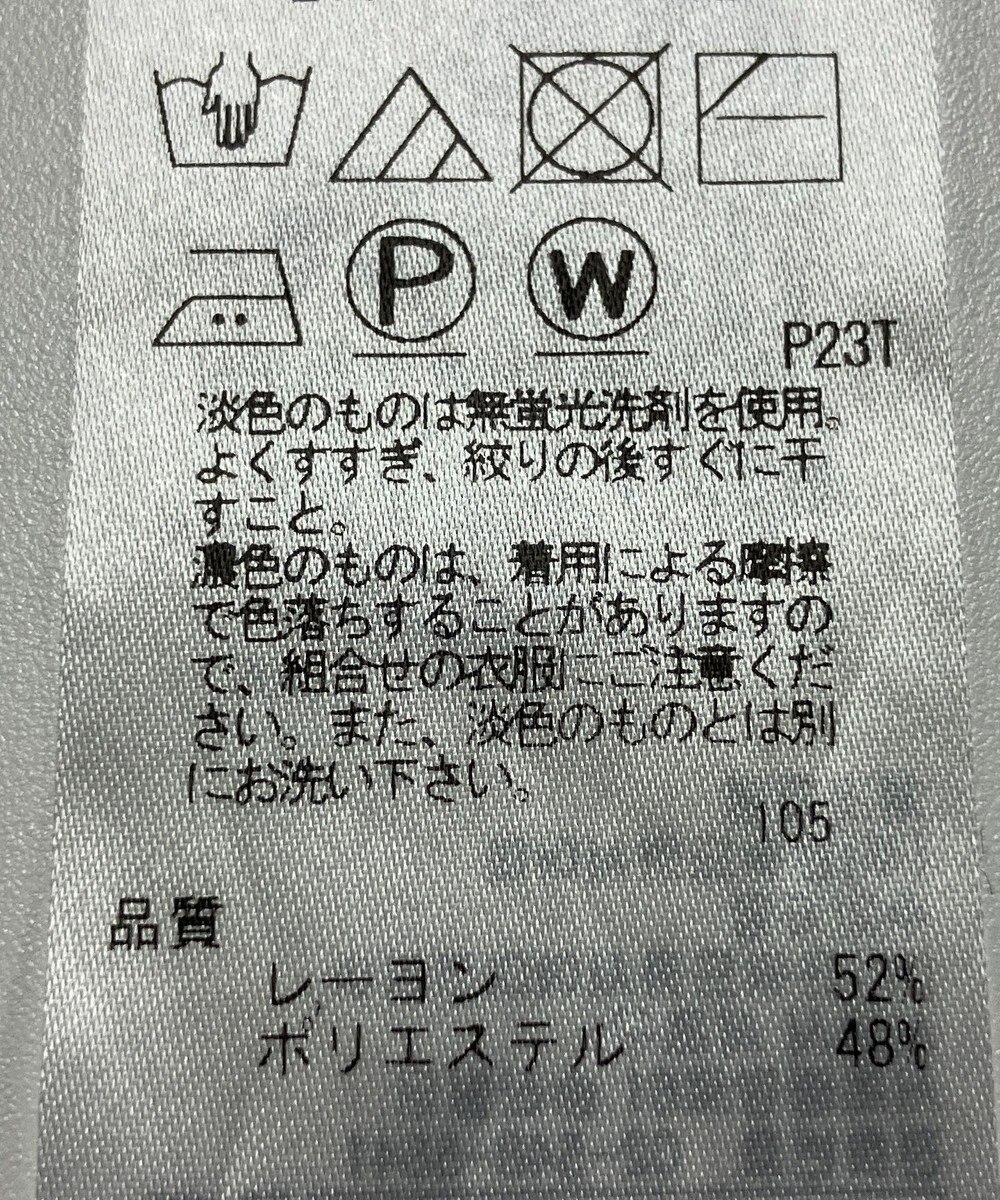 P
W
P23T
淡色のものは無蛍光洗剤を使用。
よくすすぎ、絞りの後すぐに干
すこと。
濃色のものは、着用による摩擦
で色落ちすることがありますの
で、組合せの衣服にご注意くだ
さい。また、淡色のものとは別
にお洗い下さい。
105
品質
レーヨン 52%
ポリエステル 48%